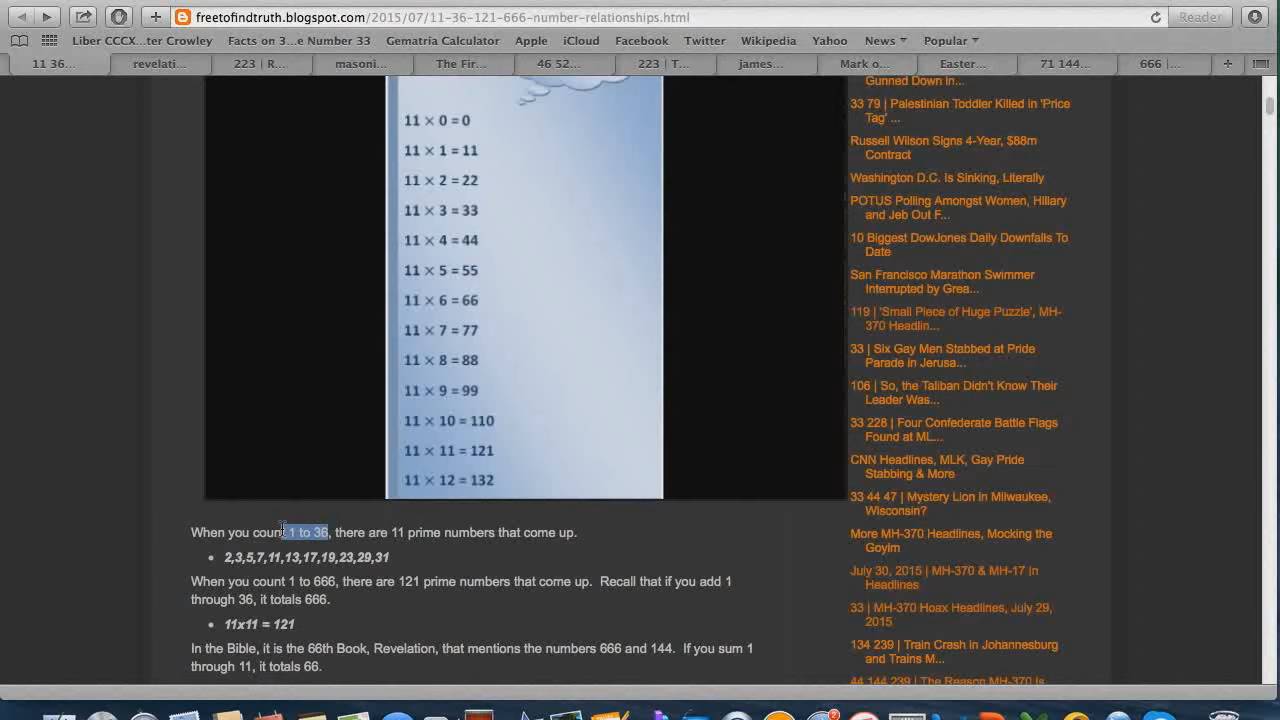 freetofindtruth.blogspot.com/2015/07/11-36-121-666-number-relationships.html
Reader
Liber CCCX...ter Crowley Facts on 3...e Number 33 Gematria Calculator Apple iCloud Facebook Twitter Wikipedia Yahoo News Popular
11 36... revelati... 223 | R... masoni... The Fir... 46 52... 223 | T... james... Mark o... Easter... 71 144... 666 |...
11 × 0 = 0
11 × 1 = 11
11 × 2 = 22
11 × 3 = 33
11 × 4 = 44
11 × 5 = 55
11 × 6 = 66
11 × 7 = 77
11 × 8 = 88
11 × 9 = 99
11 × 10 = 110
11 × 11 = 121
11 × 12 = 132
When you count 1 to 36, there are 11 prime numbers that come up.
• 2,3,5,7,11,13,17,19,23,29,31
When you count 1 to 666, there are 121 prime numbers that come up. Recall that if you add 1
through 36, it totals 666.
• 11x11 = 121
In the Bible, it is the 66th Book, Revelation, that mentions the numbers 666 and 144. If you sum 1
through 11, it totals 66.
Gunned Down in...
33 79 | Palestinian Toddler Killed in 'Price
Tag' ...
Russell Wilson Signs 4-Year, $88m
Contract
Washington D.C. Is Sinking, Literally
POTUS Polling Amongst Women, Hillary
and Jeb Out F...
10 Biggest DowJones Daily Downfalls To
Date
San Francisco Marathon Swimmer
Interrupted by Grea...
119 | 'Small Piece of Huge Puzzle', MH-
370 Headlin...
33 | Six Gay Men Stabbed at Pride
Parade in Jerusa...
106 | So, the Taliban Didn't Know Their
Leader Was...
33 228 | Four Confederate Battle Flags
Found at ML...
CNN Headlines, MLK, Gay Pride
Stabbing & More
33 44 47 | Mystery Lion in Milwaukee,
Wisconsin?
More MH-370 Headlines, Mocking the
Goyim
July 30, 2015 | MH-370 & MH-17 in
Headlines
33 | MH-370 Hoax Headlines, July 29,
2015
134 239 | Train Crash in Johannesburg
and Trains M...
44 144 239 | The Reason MH-370 Is
2